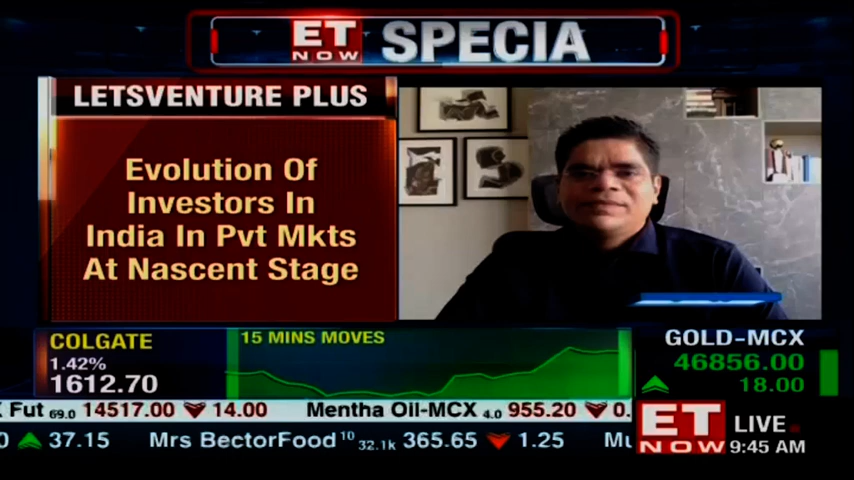 ET NOW SPECIA
LETSVENTURE PLUS
Evolution Of
Investors In
India In Pvt Mkts
At Nascent Stage
COLGATE
1.42%
1612.70
15 MINS MOVES
GOLD-MCX
46856.00
18.00
Fut 69.0 14517.00 14.00 Mentha Oil-MCX 4.0 955.20 0.
0 37.15 Mrs BectorFood 10 32.1k 365.65 1.25
ET NOW
LIVE
9:45 AM